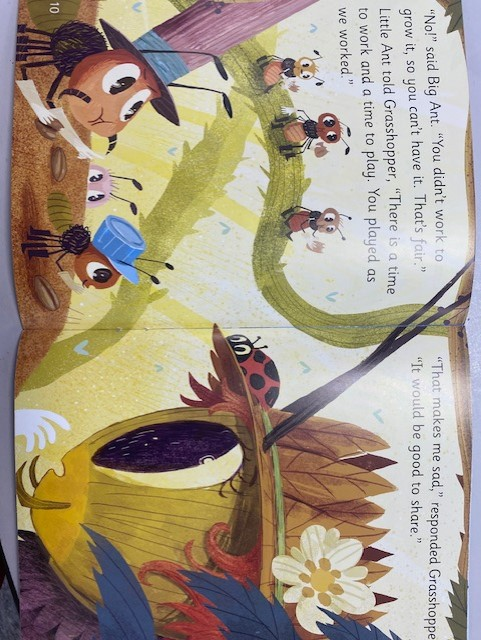 "No!" said Big Ant. "You didn't work to
grow it, so you can't have it. That's fair."
Little Ant told Grasshopper, "There is a time
to work and a time to play. You played as
we worked."
10
"That makes me sad," responded Grasshoppe
"It would be good to share."